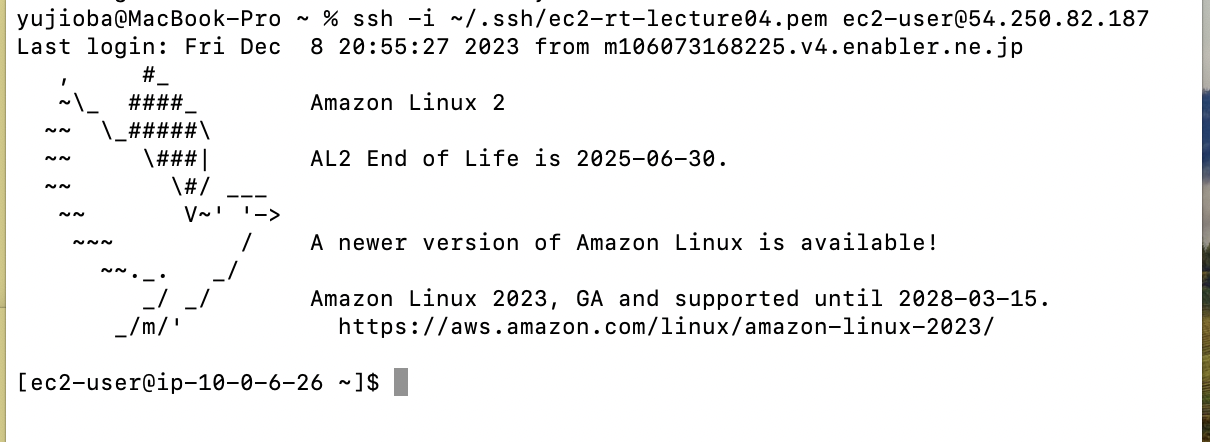 yujioba@MacBook-Pro ~ % ssh -i ~/.ssh/ec2-rt-lecture04.pem ec2-user@54.250.82.187
Last login: Fri Dec  8 20:55:27 2023 from m106073168225.v4.enabler.ne.jp
   ,     #_
   ~\_  ####_        Amazon Linux 2
  ~~  \_#####\
  ~~     \###|       AL2 End of Life is 2025-06-30.
  ~~       \#/ ___
   ~~       V~' '->
    ~~~         /    A newer version of Amazon Linux is available!
      ~~._.   _/
         _/ _/       Amazon Linux 2023, GA and supported until 2028-03-15.
       _/m/'           https://aws.amazon.com/linux/amazon-linux-2023/
[ec2-user@ip-10-0-6-26 ~]$